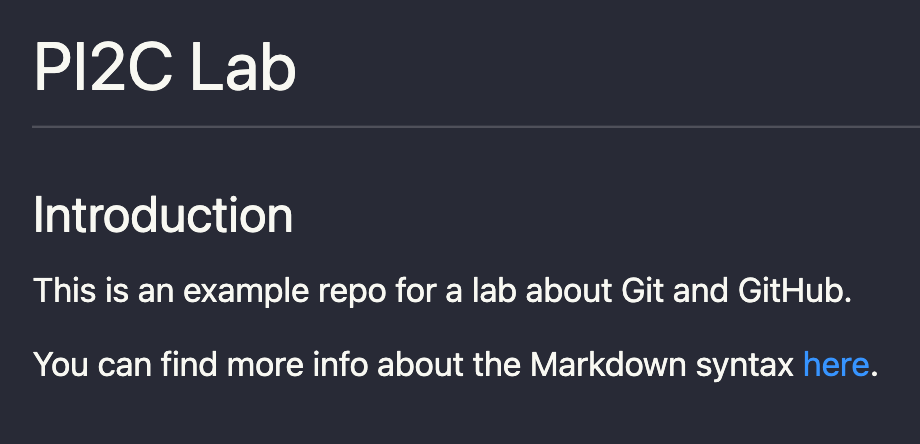 PI2C Lab
Introduction
This is an example repo for a lab about Git and GitHub.
You can find more info about the Markdown syntax here.